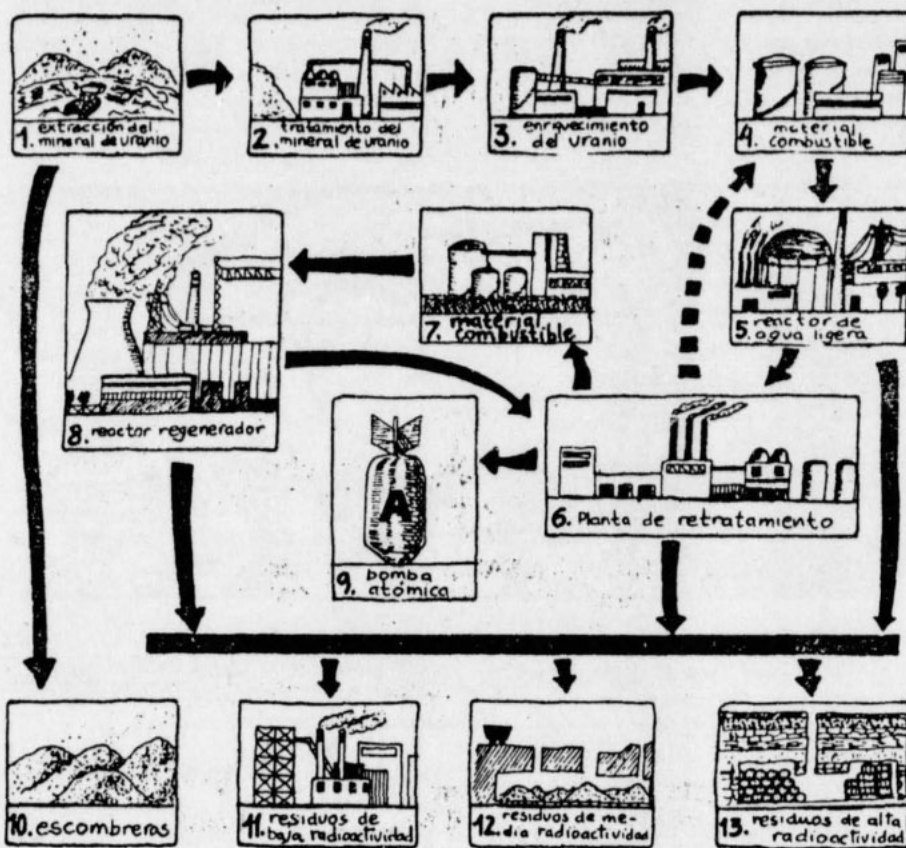 1. extracción del
mineral de uranio
2. tratamiento del
mineral de uranio
3. enriquecimiento
del uranio
4. material
combustible
8. reactor regenerador
7. material
combustible
5. reactor de
agua ligera
A
9. bomba
atómica
6. Planta de retratamiento
10. escombreras
11. residuos de
baja radioactividad
12. residuos de me-
dia radioactividad
13. residuos de alta
radioactividad